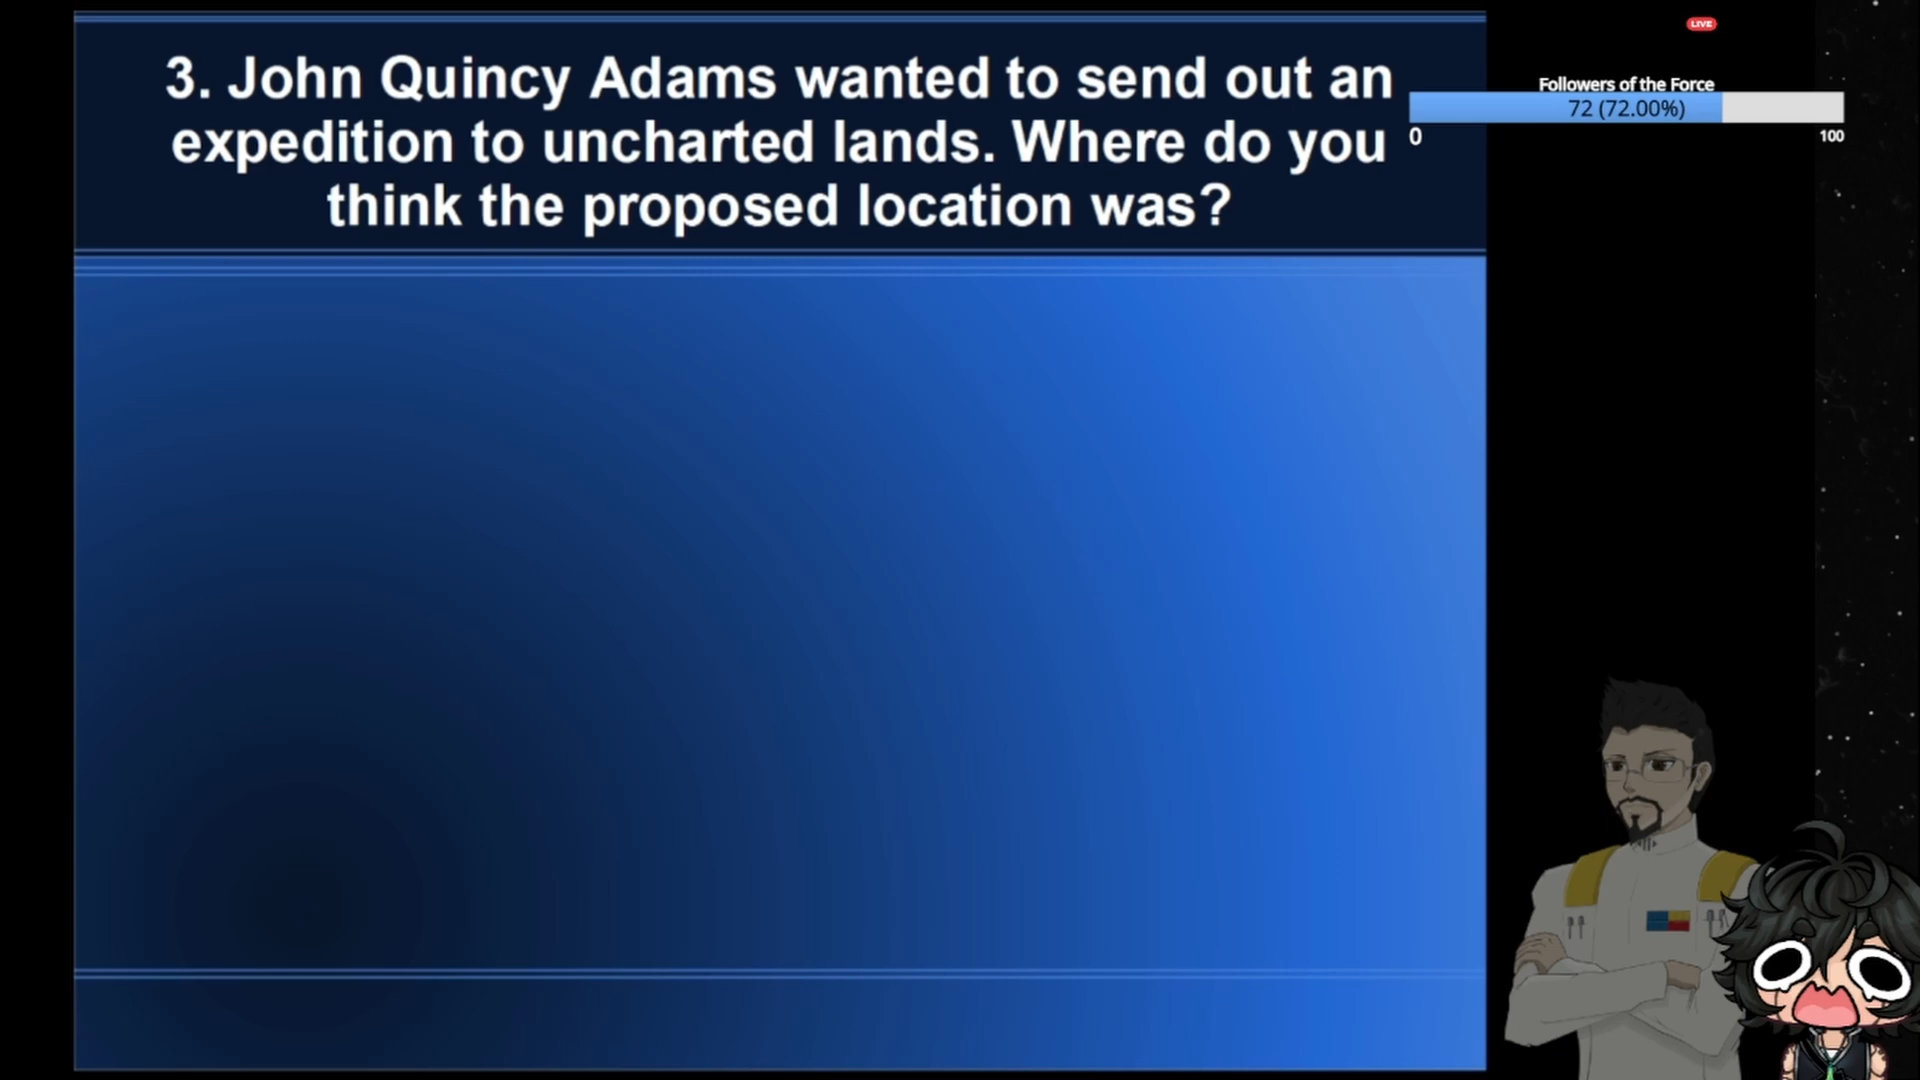 3. John Quincy Adams wanted to send out an
expedition to uncharted lands. Where do you
think the proposed location was?
LIVE
Followers of the Force
72 (72.00%)
0
100